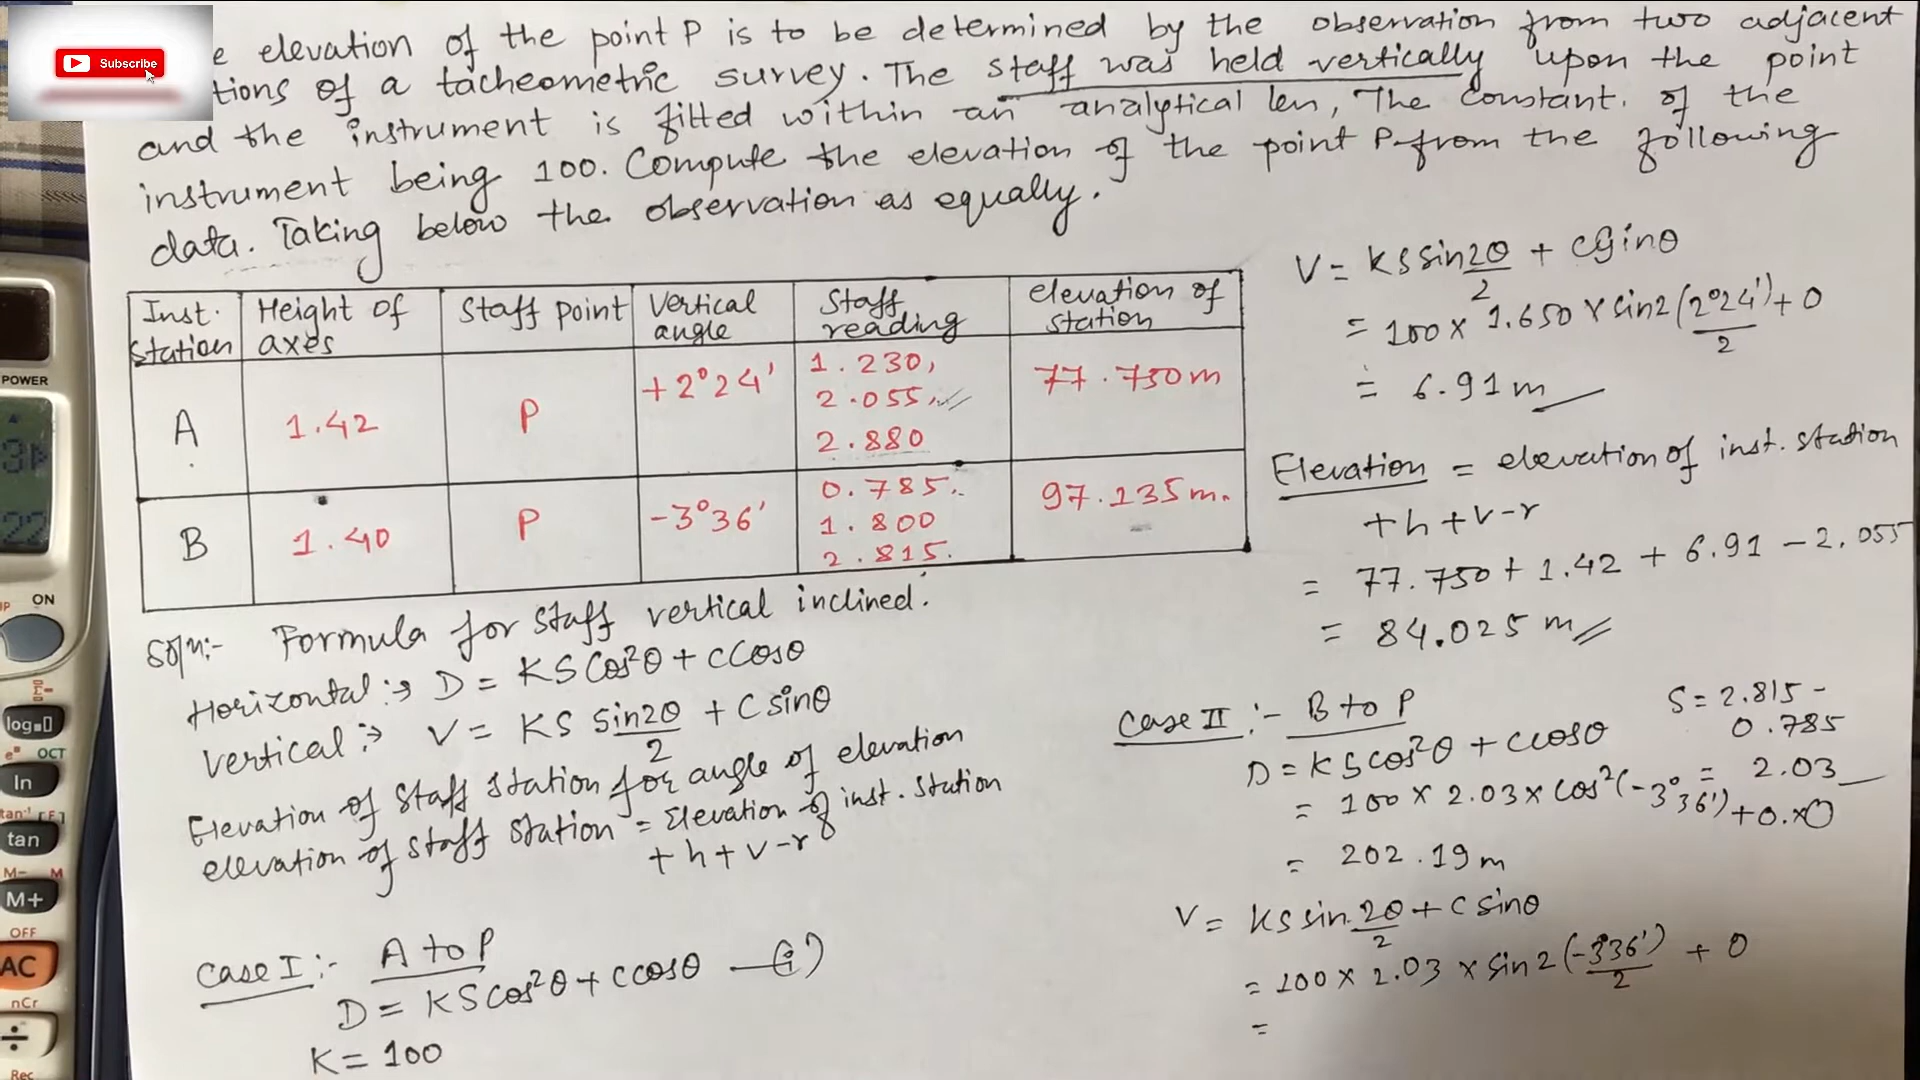 Subscribe
e elevation of the point P is to be determined by the observation from two adjacent
tions of a tacheometric survey. The staff was held vertically upon the point
and the instrument is fitted within an analytical len, The constant. of the
instrument being 100. Compute the elevation of the point P from the following
data. Taking below the observation as equally.
Inst. station
Height of axes
Staff point
Vertical angle
Staff reading
elevation of station
A
1.42
P
+2°24'
1.230,
2.055,
2.880
77.750m
B
1.40
P
-3°36'
0.785.
1.800
2.815.
97.135m.
Soln:- Formula for staff vertical inclined.
Horizontal:→ D = KS Cos²θ + C Cosθ
vertical:→ V = KS sin2θ/2 + C sinθ
Elevation of staff station for angle of elevation
elevation of staff station = Elevation of inst. station
+ h + v - r
Case I:- A to P
D = KS cos²θ + C cosθ —(i)
K = 100
V = KS sin2θ/2 + C sinθ
= 100 × 1.650 × sin2(2°24')/2 + 0
= 6.91 m
Elevation = elevation of inst. station
+ h + v - r
= 77.750 + 1.42 + 6.91 - 2.055
= 84.025 m
Case II:- B to P
S = 2.815 -
0.785
= 2.03
D = KS cos²θ + C cosθ
= 100 × 2.03 × cos²(-3°36') + 0.×0
= 202.19 m
V = KS sin 2θ/2 + C sinθ
= 100 × 2.03 × sin 2(-3°36')/2 + 0
=
POWER
ON
log
OCT
ln
tan
M-
M
M+
OFF
AC
nCr
÷
Rec